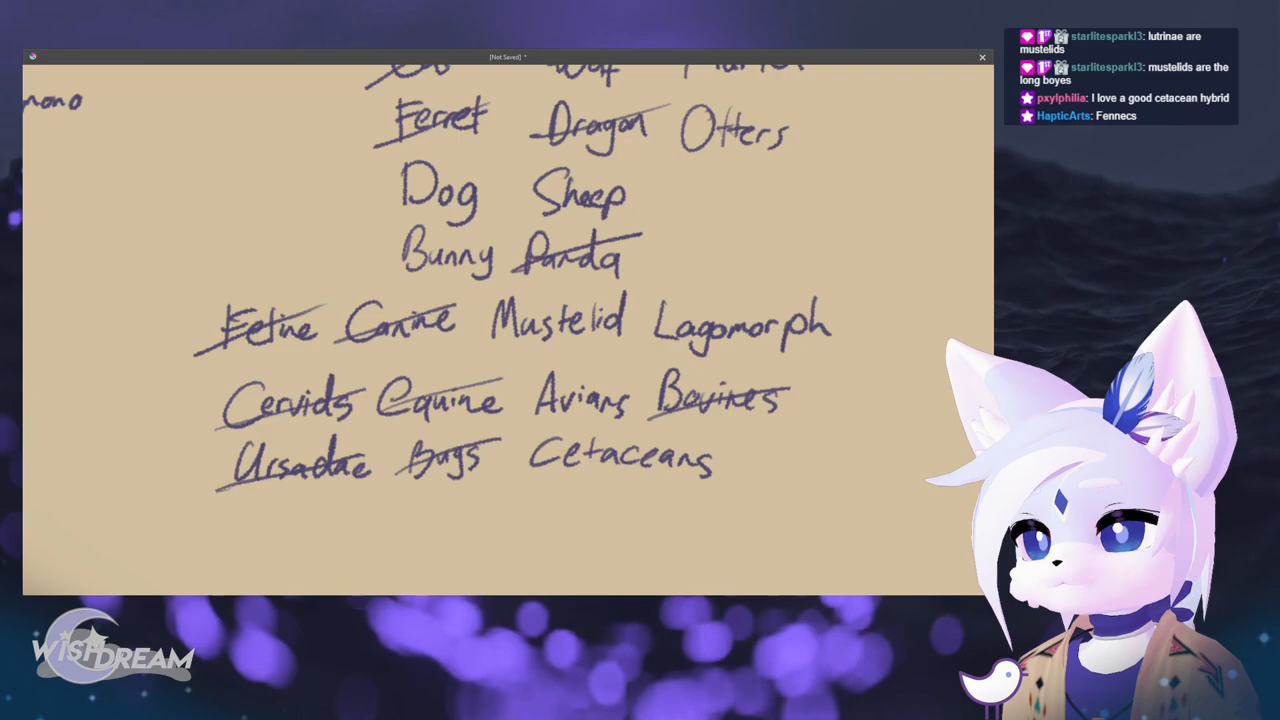 [Not Saved] *
mono
Wolf
Ferret Dragon Otters
Dog Sheep
Bunny Panda
Feline Canine Mustelid Lagomorph
Cervids Equine Avians Bovines
Ursadae Bugs Cetaceans
starlitesparkl3: lutrinae are
mustelids
starlitesparkl3: mustelids are the
long boyes
pxylphilia: I love a good cetacean hybrid
HapticArts: Fennecs
WISHDREAM